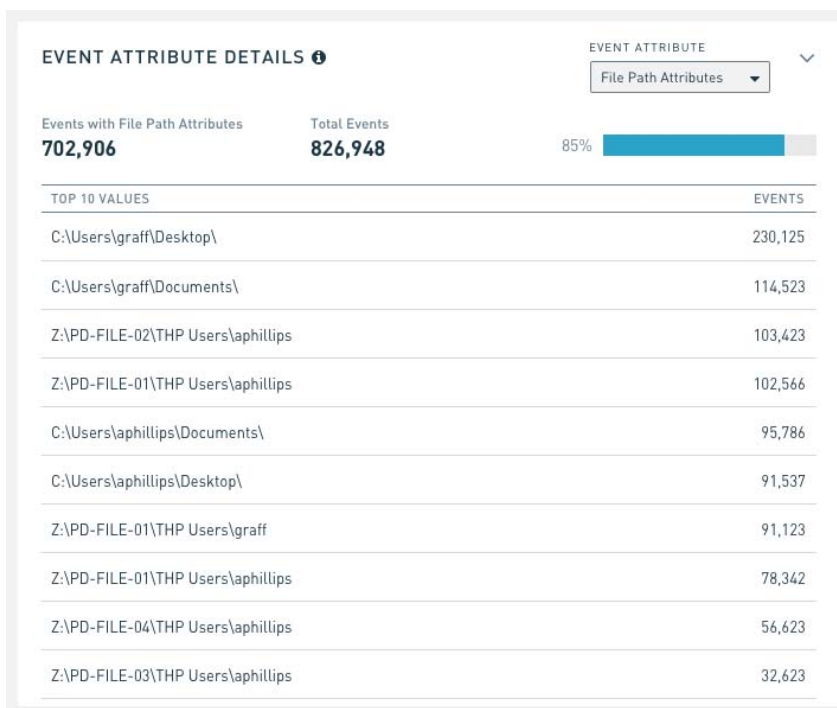 EVENT ATTRIBUTE DETAILS
EVENT ATTRIBUTE
File Path Attributes
Events with File Path Attributes
702,906
Total Events
826,948
85%
TOP 10 VALUES EVENTS
C:\Users\graff\Desktop\ 230,125
C:\Users\graff\Documents\ 114,523
Z:\PD-FILE-02\THP Users\aphillips 103,423
Z:\PD-FILE-01\THP Users\aphillips 102,566
C:\Users\aphillips\Documents\ 95,786
C:\Users\aphillips\Desktop\ 91,537
Z:\PD-FILE-01\THP Users\graff 91,123
Z:\PD-FILE-01\THP Users\aphillips 78,342
Z:\PD-FILE-04\THP Users\aphillips 56,623
Z:\PD-FILE-03\THP Users\aphillips 32,623